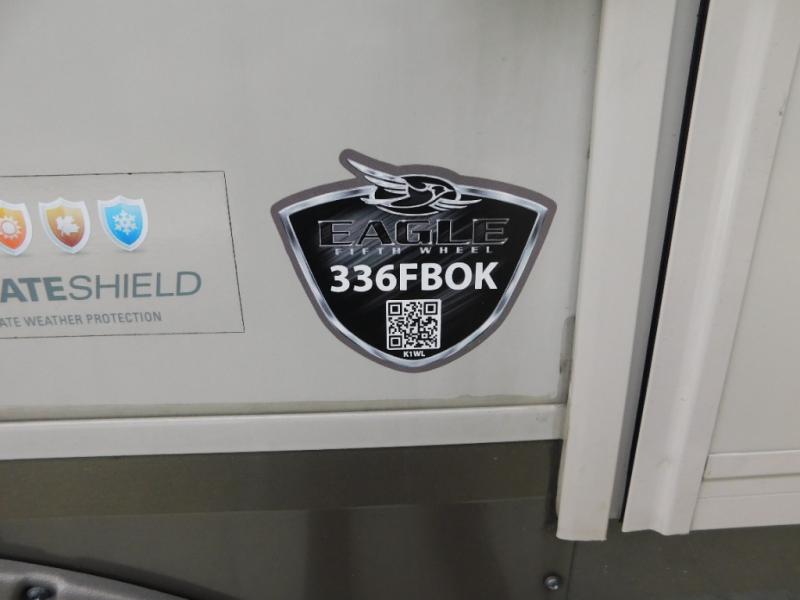 EAGLE
FIFTH WHEEL
336FBOK
K1WL
ATESHIELD
ATE WEATHER PROTECTION